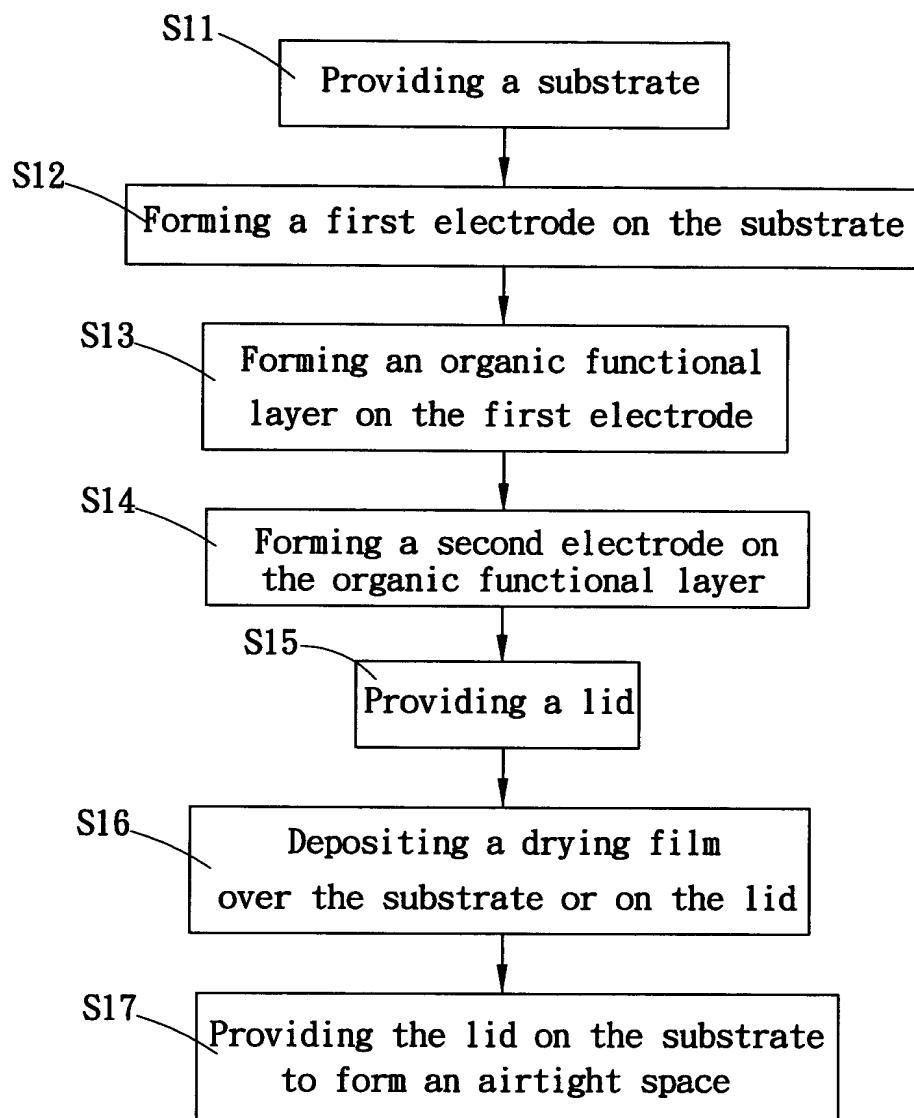 S11
Providing a substrate
S12
Forming a first electrode on the substrate
S13
Forming an organic functional
layer on the first electrode
S14
Forming a second electrode on
the organic functional layer
S15
Providing a lid
S16
Depositing a drying film
over the substrate or on the lid
S17
Providing the lid on the substrate
to form an airtight space